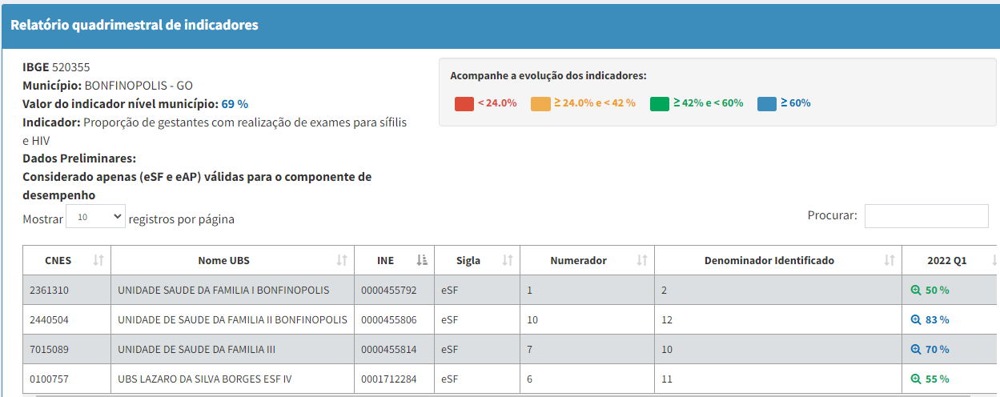 Relatório quadrimestral de indicadores
IBGE 520355
Município: BONFINOPOLIS - GO
Valor do indicador nível município: 69 %
Indicador: Proporção de gestantes com realização de exames para sífilis
e HIV
Dados Preliminares:
Considerado apenas (eSF e eAP) válidas para o componente de
desempenho
Acompanhe a evolução dos indicadores:
< 24.0% ≥ 24.0% e < 42 % ≥ 42% e < 60% ≥ 60%
Mostrar 10 registros por página
Procurar:
CNES Nome UBS INE Sigla Numerador Denominador Identificado 2022 Q1
2361310 UNIDADE SAUDE DA FAMILIA I BONFINOPOLIS 0000455792 eSF 1 2 50 %
2440504 UNIDADE DE SAUDE DA FAMILIA II BONFINOPOLIS 0000455806 eSF 10 12 83 %
7015089 UNIDADE DE SAUDE DA FAMILIA III 0000455814 eSF 7 10 70 %
0100757 UBS LAZARO DA SILVA BORGES ESF IV 0001712284 eSF 6 11 55 %